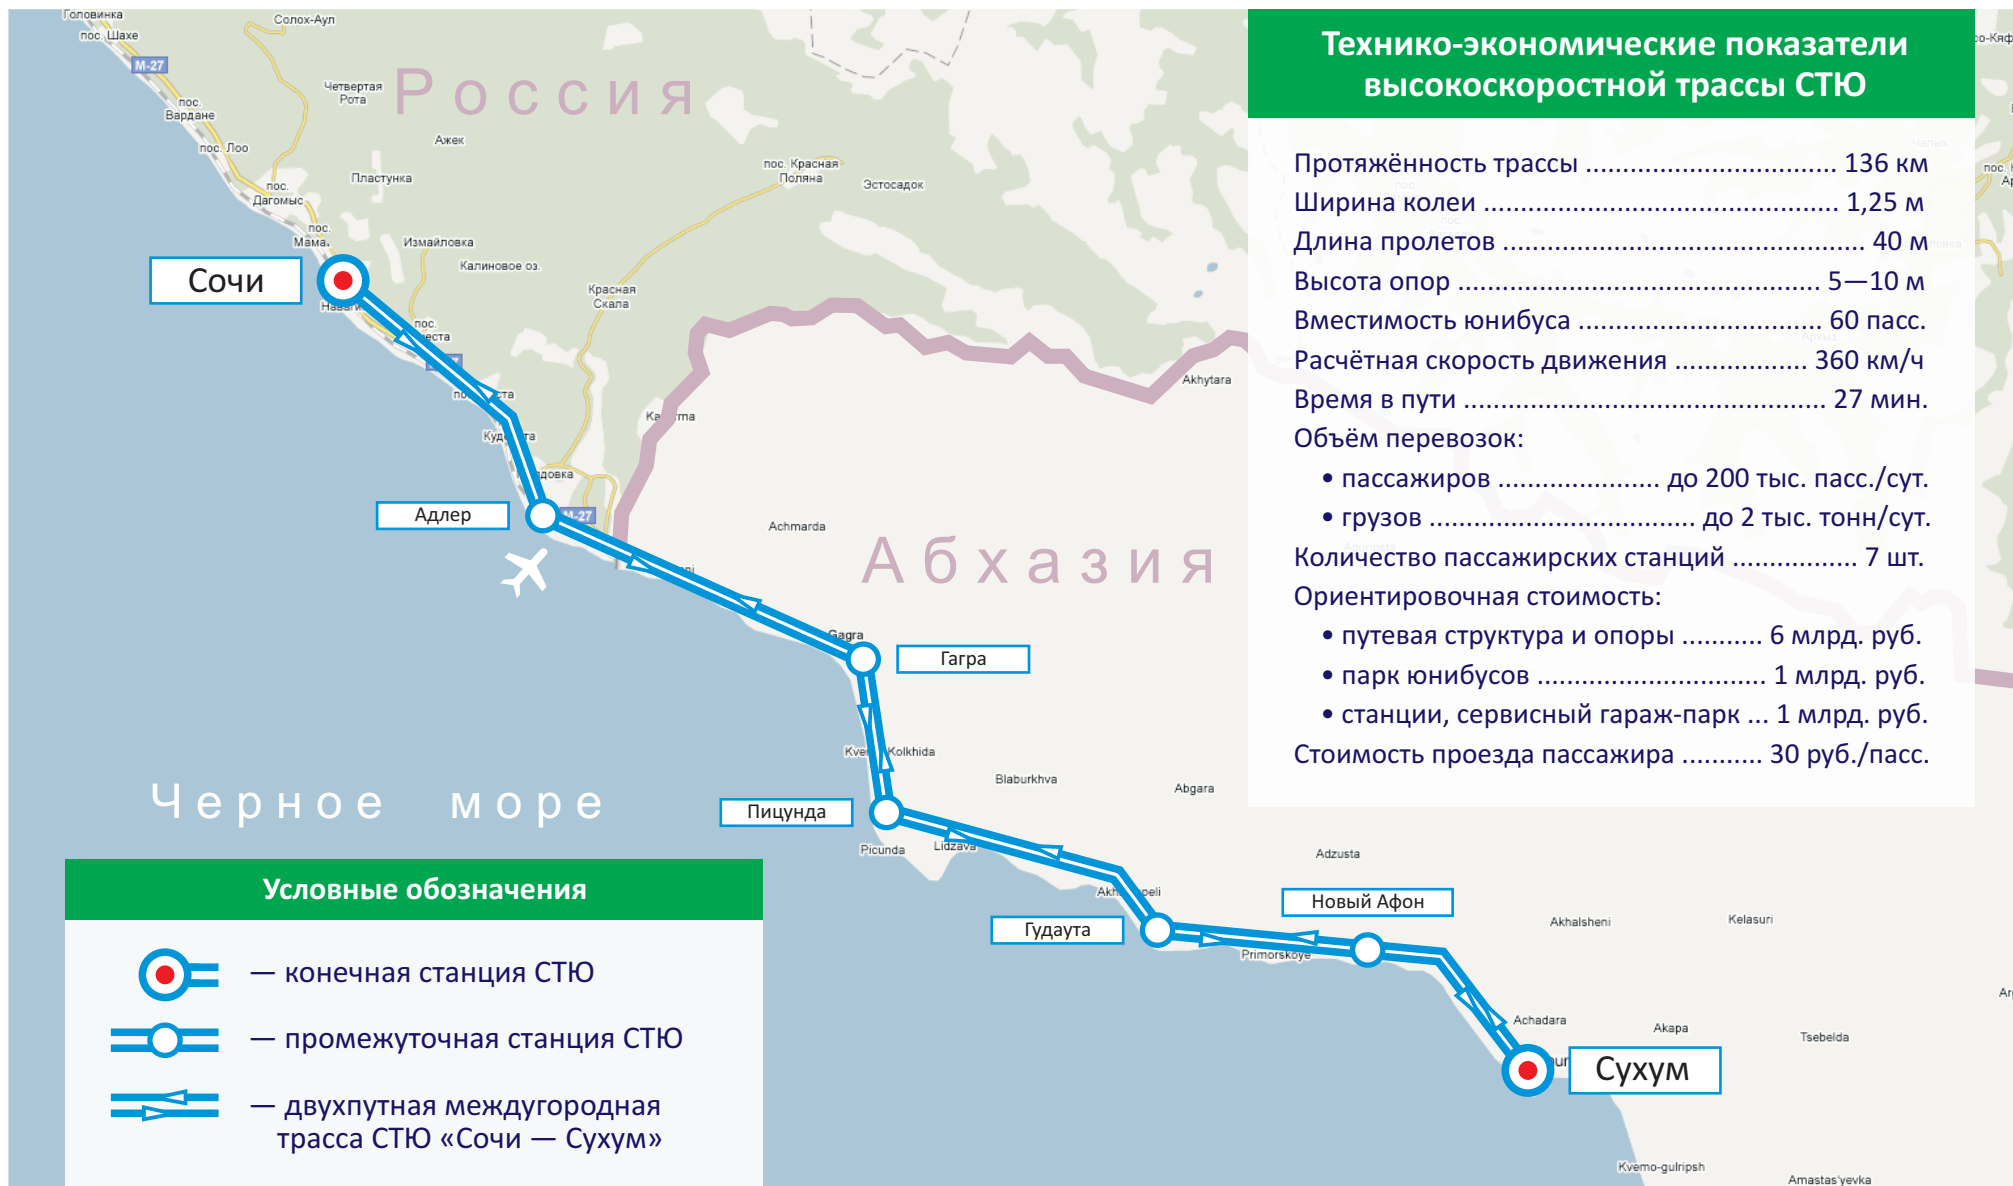 Головинка
пос. Шахе
Солох-Аул
M-27
Четвертая
Рота
пос.
Вардане
Россия
Ажек
пос. Лоо
пос. Красная
Поляна
Эстосадок
Пластунка
пос.
Дагомыс
пос.
Измайловка
Калиновое оз.
Сочи
Красная
Скала
пос.
Akhytara
Адлер
M-27
Achmarda
Абхазия
Gagra
Гагра
Blaburkhva
Abgara
Черное море
Пицунда
Picunda
Lidzava
Adzusta
Гудаута
Новый Афон
Akhalsheni
Kelasuri
Primorskoye
Achadara
Akapa
Tsebelda
Сухум
Kvemo-gulripsh
Amastas'yevka
Технико-экономические показатели
высокоскоростной трассы СТЮ
Протяжённость трассы .................................. 136 км
Ширина колеи ................................................ 1,25 м
Длина пролетов ................................................. 40 м
Высота опор ................................................. 5—10 м
Вместимость юнибуса ................................. 60 пасс.
Расчётная скорость движения .................. 360 км/ч
Время в пути ................................................. 27 мин.
Объём перевозок:
• пассажиров ...................... до 200 тыс. пасс./сут.
• грузов .................................... до 2 тыс. тонн/сут.
Количество пассажирских станций ................. 7 шт.
Ориентировочная стоимость:
• путевая структура и опоры ........... 6 млрд. руб.
• парк юнибусов ............................... 1 млрд. руб.
• станции, сервисный гараж-парк ... 1 млрд. руб.
Стоимость проезда пассажира ........... 30 руб./пасс.
Условные обозначения
— конечная станция СТЮ
— промежуточная станция СТЮ
— двухпутная междугородная
трасса СТЮ «Сочи — Сухум»